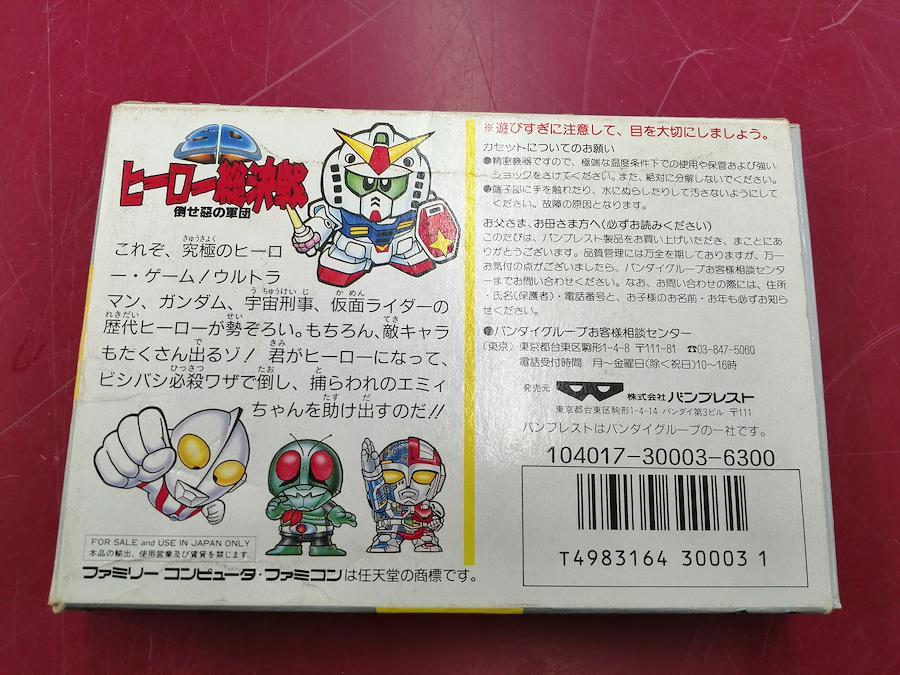 SD
ヒーロー総決戦
倒せ悪の軍団
これぞ、究極のヒーロ
ー・ゲーム!ウルトラ
マン、ガンダム、宇宙刑事、仮面ライダーの
歴代ヒーローが勢ぞろい。もちろん、敵キャラ
もたくさん出るゾ!君がヒーローになって、
ビシバシ必殺ワザで倒し、捕らわれのエミィ
ちゃんを助け出すのだ!!
FOR SALE and USE IN JAPAN ONLY
本品の輸出、使用営業及び賃貸を禁じます。
ファミリー コンピュータ・ファミコンは任天堂の商標です。
※遊びすぎに注意して、目を大切にしましょう。
カセットについてのお願い
●精密機器ですので、極端な温度条件下での使用や保管および強い
ショックをさけてください。また、絶対に分解しないでください。
●端子部に手を触れたり、水にぬらしたりして汚さないようにして
ください。故障の原因となります。
お父さま、お母さま方へ(必ずお読みください)
このたびは、バンプレスト製品をお買い上げいただき、まことにあ
りがとうございます。品質管理には万全を期しておりますが、万一
お気付の点がございましたら、バンダイグループお客様相談センタ
ーまでお問い合わせください。なお、お問い合わせの際には、住所
・氏名(保護者)・電話番号と、お子様のお名前・お年も必ずお知ら
せください。
●バンダイグループお客様相談センター
(東京) 東京都台東区駒形1-4-8 〒111-81 ☎03-847-5060
電話受付時間 月〜金曜日(除く祝日)10〜16時
発売元 株式会社 バンプレスト
東京都台東区駒形1-4-14 バンダイ第3ビル 〒111
バンプレストはバンダイグループの一社です。
104017-30003-6300
T4983164 30003 1